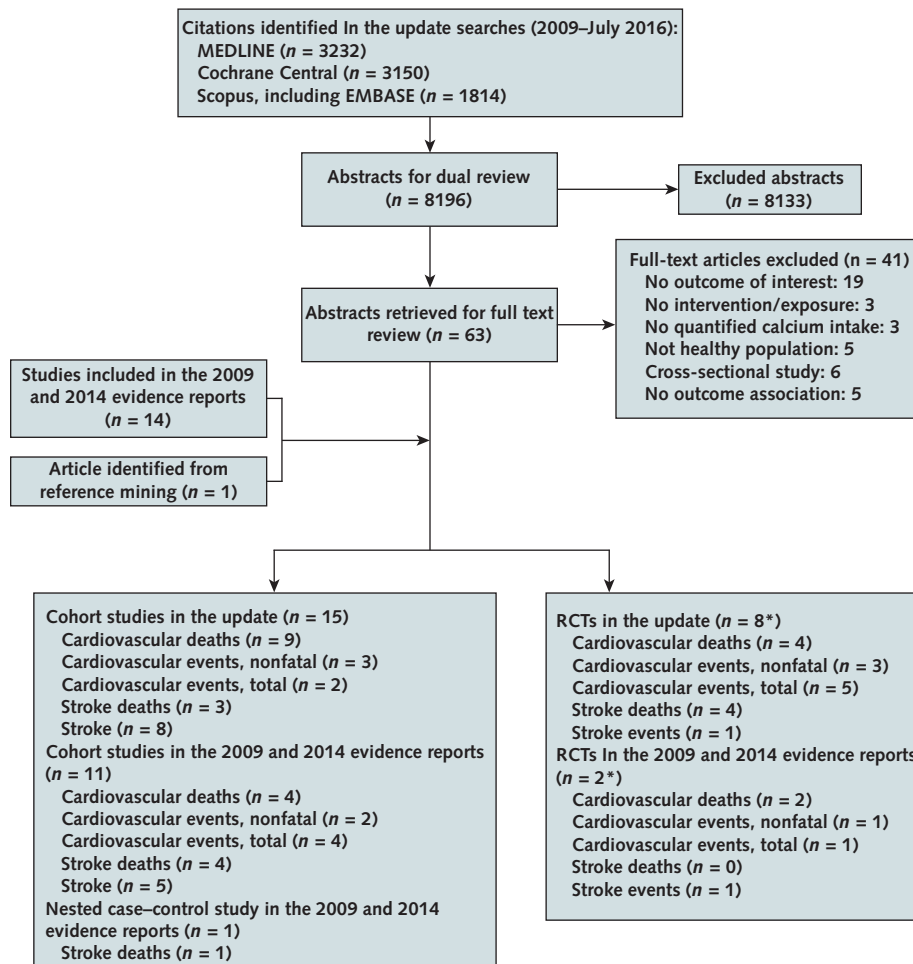 Citations identified In the update searches (2009–July 2016):
MEDLINE (n = 3232)
Cochrane Central (n = 3150)
Scopus, including EMBASE (n = 1814)
Abstracts for dual review
(n = 8196)
Excluded abstracts
(n = 8133)
Full-text articles excluded (n = 41)
No outcome of interest: 19
No intervention/exposure: 3
No quantified calcium intake: 3
Not healthy population: 5
Cross-sectional study: 6
No outcome association: 5
Abstracts retrieved for full text
review (n = 63)
Studies included in the 2009
and 2014 evidence reports
(n = 14)
Article identified from
reference mining (n = 1)
Cohort studies in the update (n = 15)
Cardiovascular deaths (n = 9)
Cardiovascular events, nonfatal (n = 3)
Cardiovascular events, total (n = 2)
Stroke deaths (n = 3)
Stroke (n = 8)
Cohort studies in the 2009 and 2014 evidence reports
(n = 11)
Cardiovascular deaths (n = 4)
Cardiovascular events, nonfatal (n = 2)
Cardiovascular events, total (n = 4)
Stroke deaths (n = 4)
Stroke (n = 5)
Nested case–control study in the 2009 and 2014
evidence reports (n = 1)
Stroke deaths (n = 1)
RCTs in the update (n = 8*)
Cardiovascular deaths (n = 4)
Cardiovascular events, nonfatal (n = 3)
Cardiovascular events, total (n = 5)
Stroke deaths (n = 4)
Stroke events (n = 1)
RCTs In the 2009 and 2014 evidence reports
(n = 2*)
Cardiovascular deaths (n = 2)
Cardiovascular events, nonfatal (n = 1)
Cardiovascular events, total (n = 1)
Stroke deaths (n = 0)
Stroke events (n = 1)